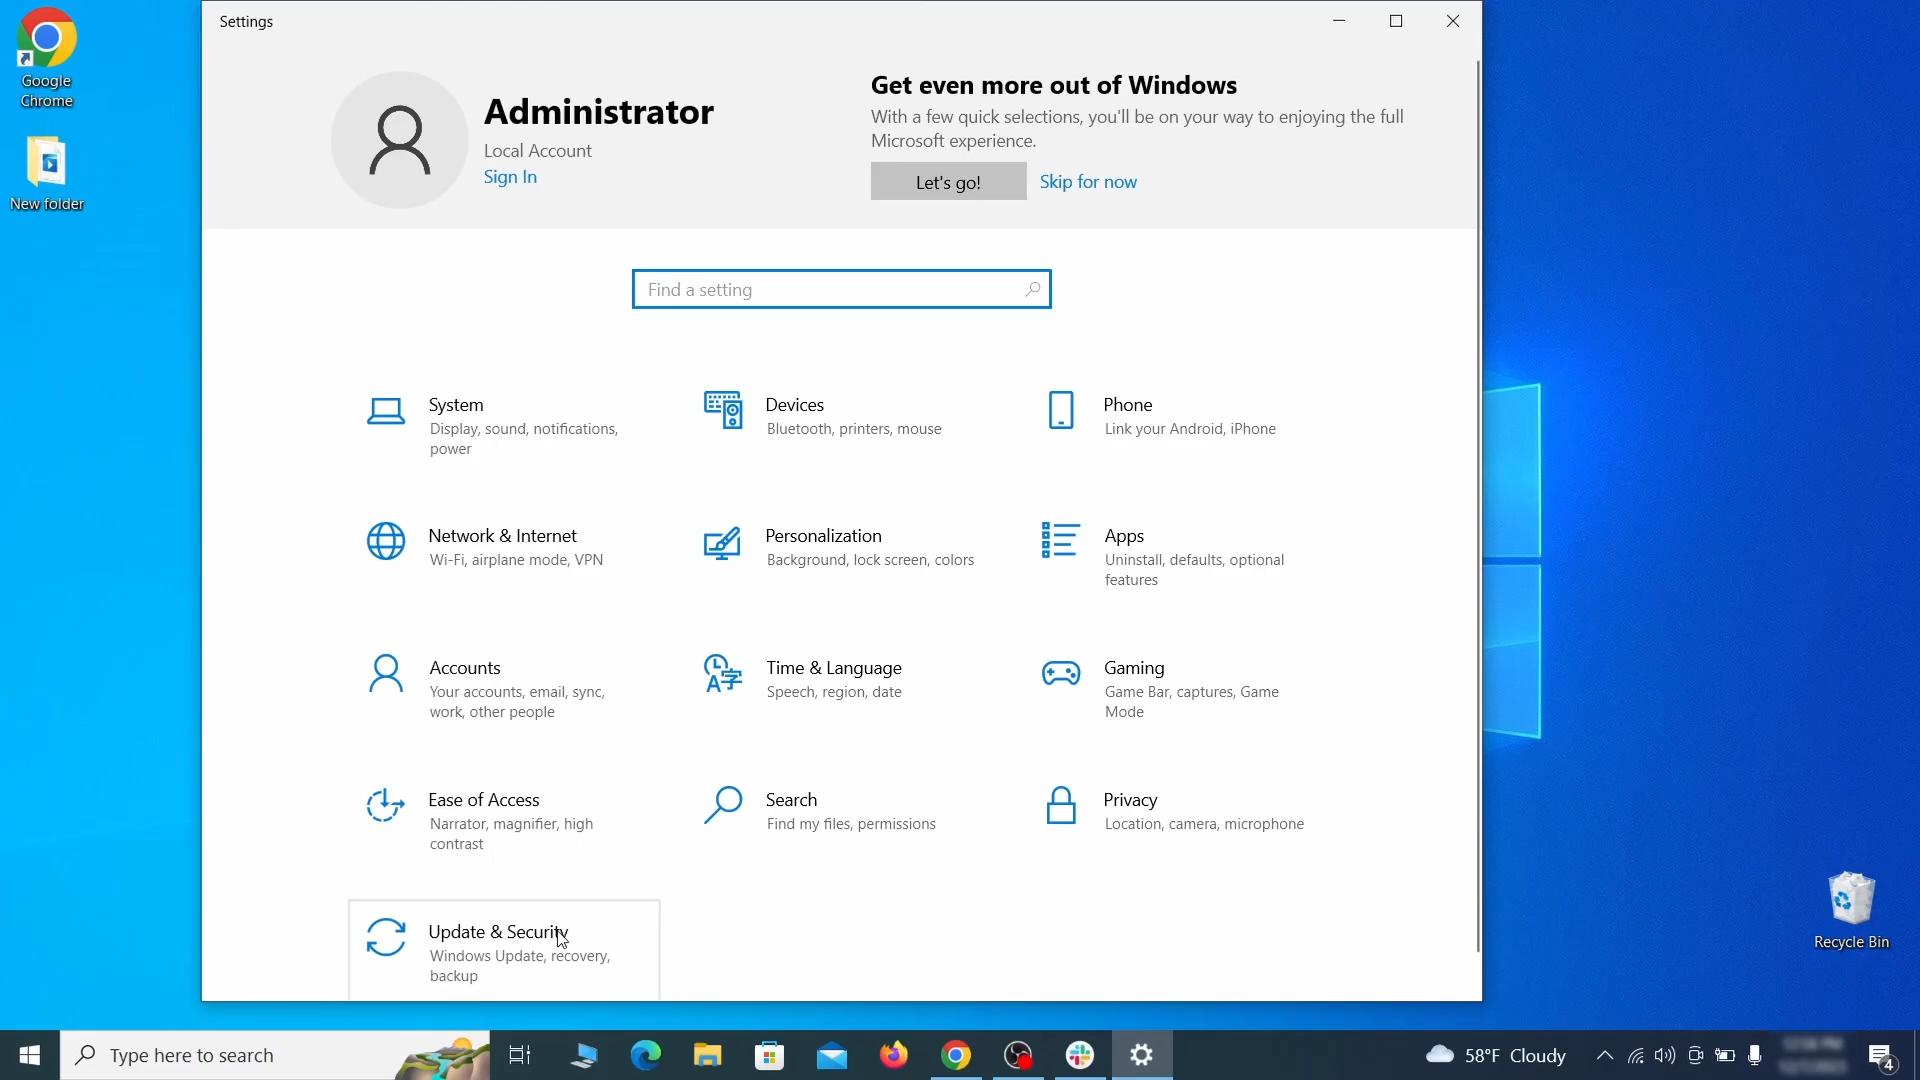 Settings
Google
Chrome
New folder
Administrator
Local Account
Sign In
Get even more out of Windows
With a few quick selections, you'll be on your way to enjoying the full
Microsoft experience.
Let's go!
Skip for now
Find a setting
System
Display, sound, notifications,
power
Devices
Bluetooth, printers, mouse
Phone
Link your Android, iPhone
Network & Internet
Wi-Fi, airplane mode, VPN
Personalization
Background, lock screen, colors
Apps
Uninstall, defaults, optional
features
Accounts
Your accounts, email, sync,
work, other people
Time & Language
Speech, region, date
Gaming
Game Bar, captures, Game
Mode
Ease of Access
Narrator, magnifier, high
contrast
Search
Find my files, permissions
Privacy
Location, camera, microphone
Update & Security
Windows Update, recovery,
backup
Recycle Bin
Type here to search
58°F Cloudy
4